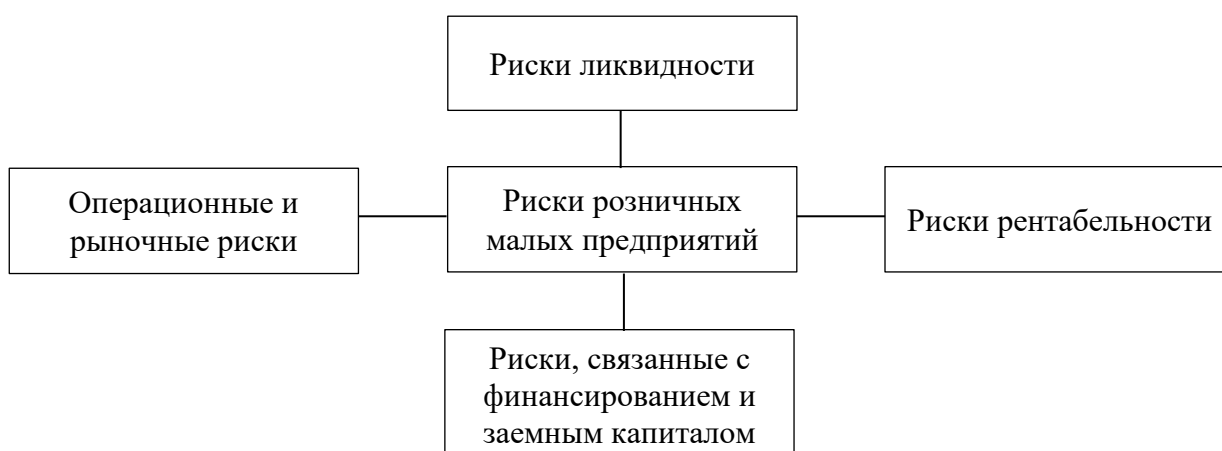 Риски ликвидности
Операционные и
рыночные риски
Риски розничных
малых предприятий
Риски рентабельности
Риски, связанные с
финансированием и
заемным капиталом